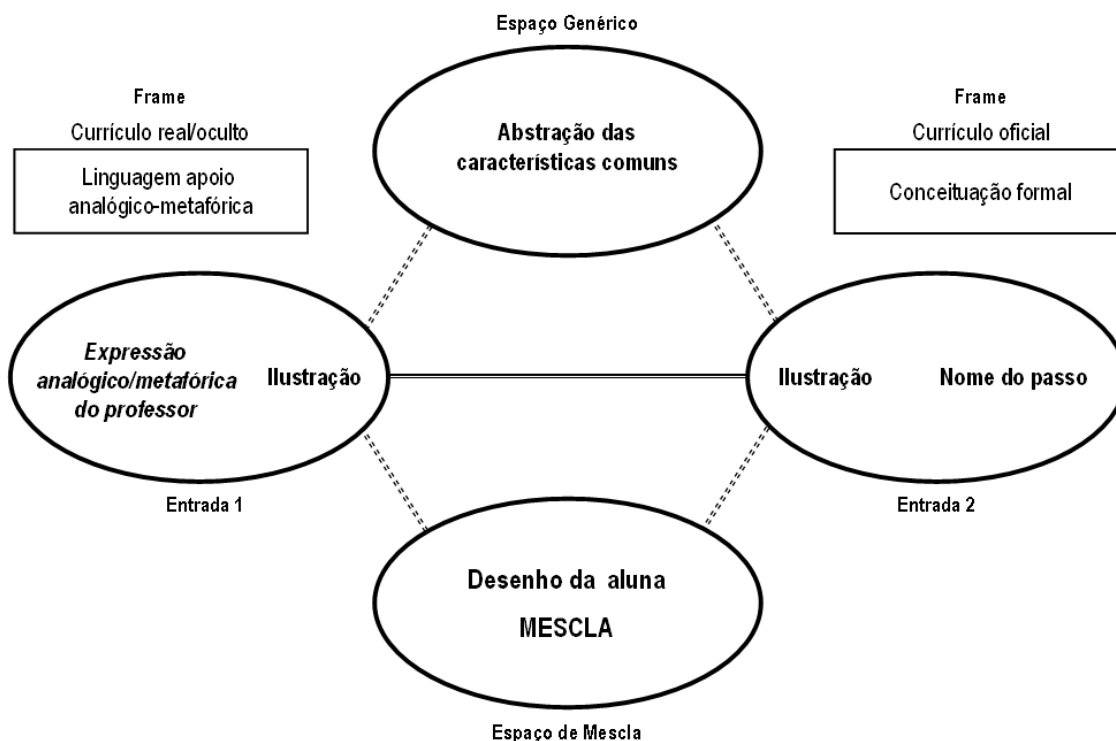 Espaço Genérico
Abstração das
características comuns
Frame
Currículo real/oculto
Linguagem apoio
analógico-metafórica
Frame
Currículo oficial
Conceituação formal
Expressão
analógico/metafórica
do professor
Ilustração
Entrada 1
Ilustração
Nome do passo
Entrada 2
Desenho da aluna
MESCLA
Espaço de Mescla